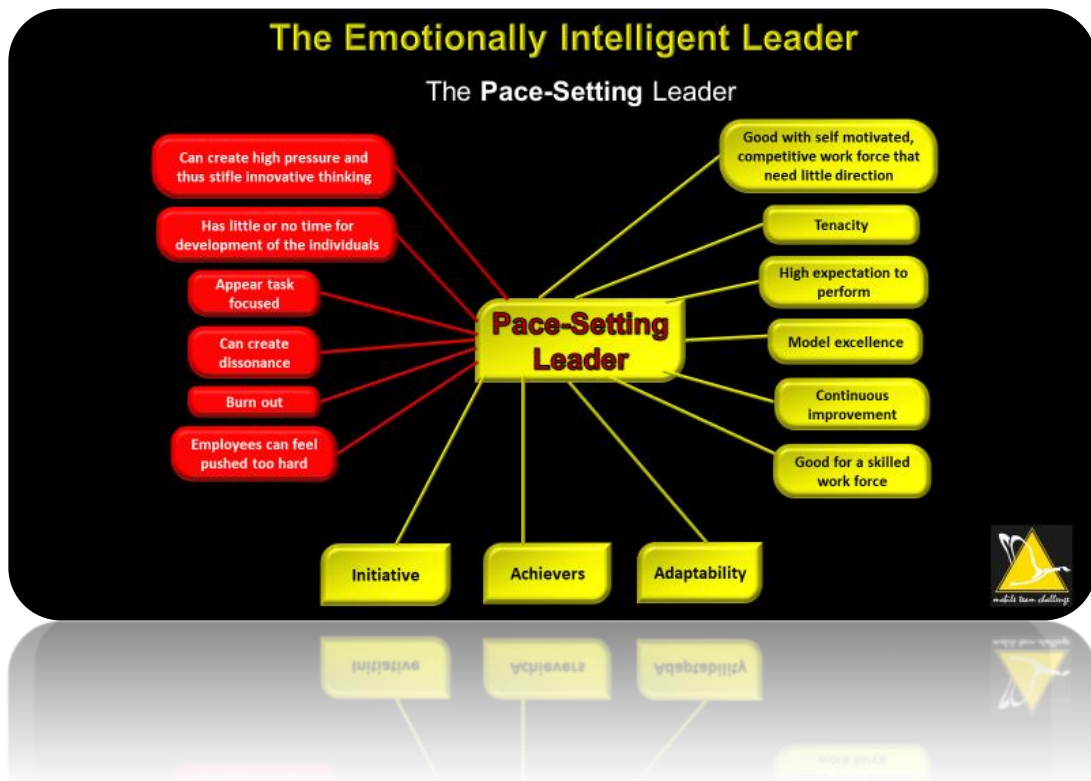 The Emotionally Intelligent Leader
The Pace-Setting Leader
Can create high pressure and
thus stifle innovative thinking
Has little or no time for
development of the individuals
Appear task
focused
Can create
dissonance
Burn out
Employees can feel
pushed too hard
Pace-Setting
Leader
Good with self motivated,
competitive work force that
need little direction
Tenacity
High expectation to
perform
Model excellence
Continuous
improvement
Good for a skilled
work force
Initiative
Achievers
Adaptability
mobile team challenge